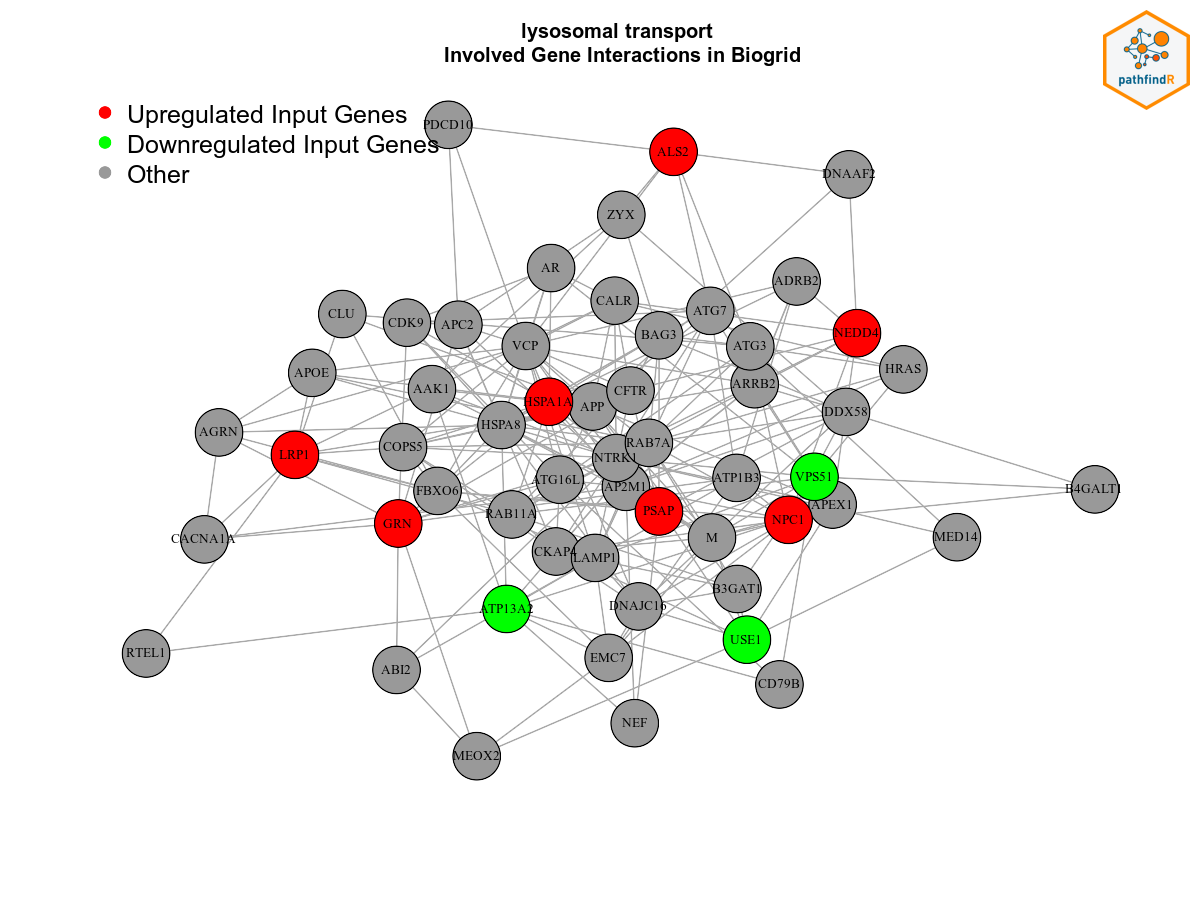 lysosomal transport
Involved Gene Interactions in Biogrid
pathfindR
Upregulated Input Genes
Downregulated Input Genes
Other
PDCD10
ALS2
DNAAF2
ZYX
AR
ADRB2
CALR
CLU
CDK9
APC2
ATG7
NEDD4
BAG3
VCP
ATG3
APOE
HRAS
AAK1
ARRB2
CFTR
HSPA1A
APP
DDX58
AGRN
HSPA8
COPS5
RAB7A
LRP1
NTRK1
ATG16L
ATP1B3
VPS51
B4GALT1
FBXO6
AP2M1
APEX1
RAB11A
PSAP
GRN
NPC1
CACNA1A
M
MED14
CKAP4
LAMP1
B3GAT1
DNAJC16
ATP13A2
USE1
RTEL1
EMC7
ABI2
CD79B
NEF
MEOX2